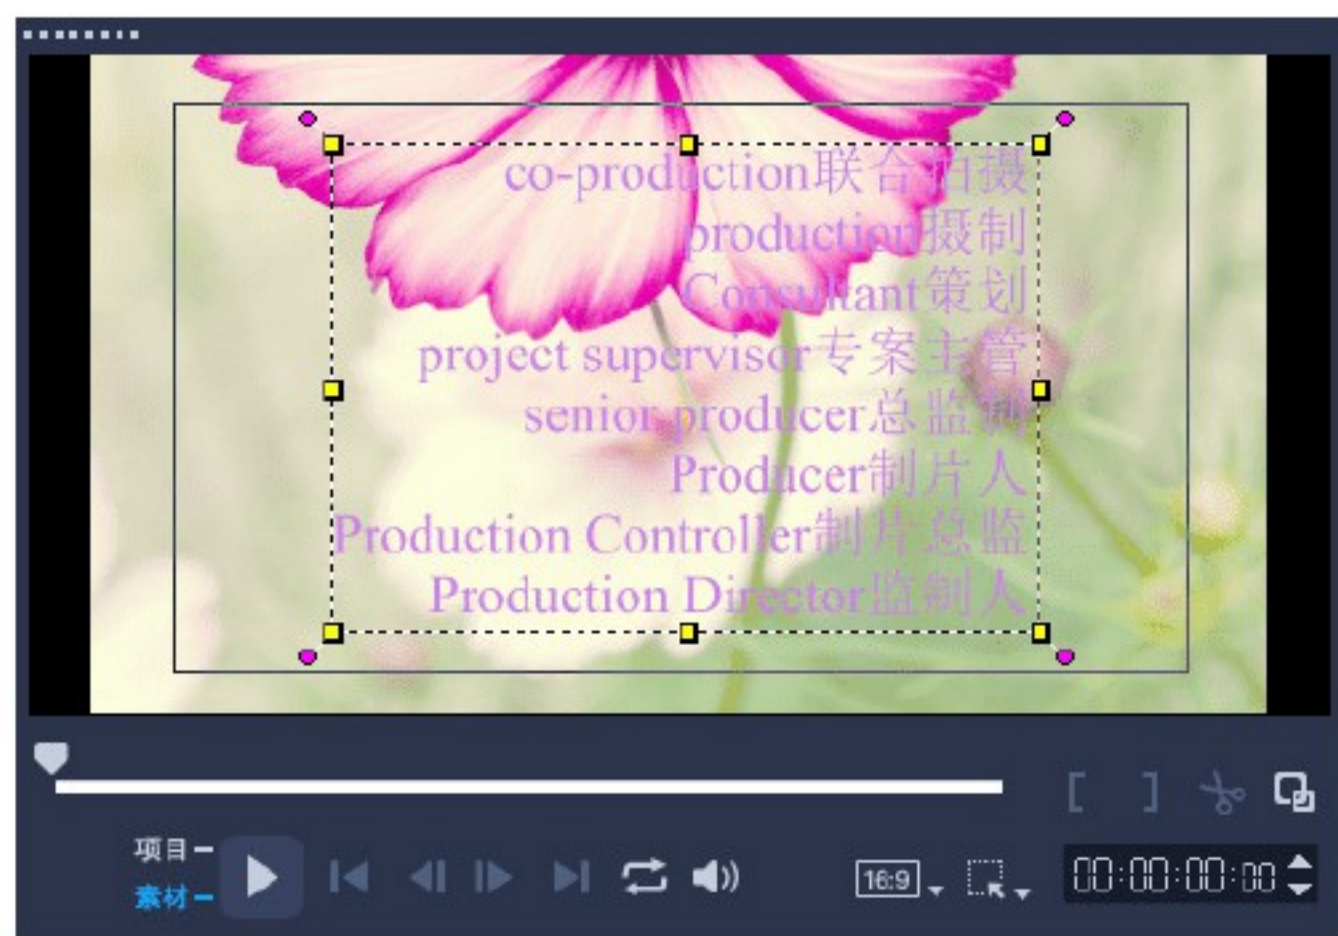 co-production联合拍摄
production摄制
Consultant策划
project supervisor专案主管
senior producer总监制
Producer制片人
Production Controller制片总监
Production Director监制人
项目
素材
16:9
00:00:00:00